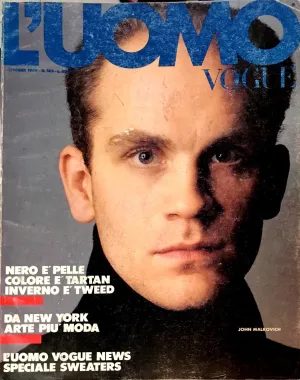 L'UOMO
VOGUE
NERO E' PELLE
COLORE E' TARTAN
INVERNO E' TWEED
DA NEW YORK
ARTE PIU' MODA
L'UOMO VOGUE NEWS
SPECIALE SWEATERS
JOHN MALKOVICH